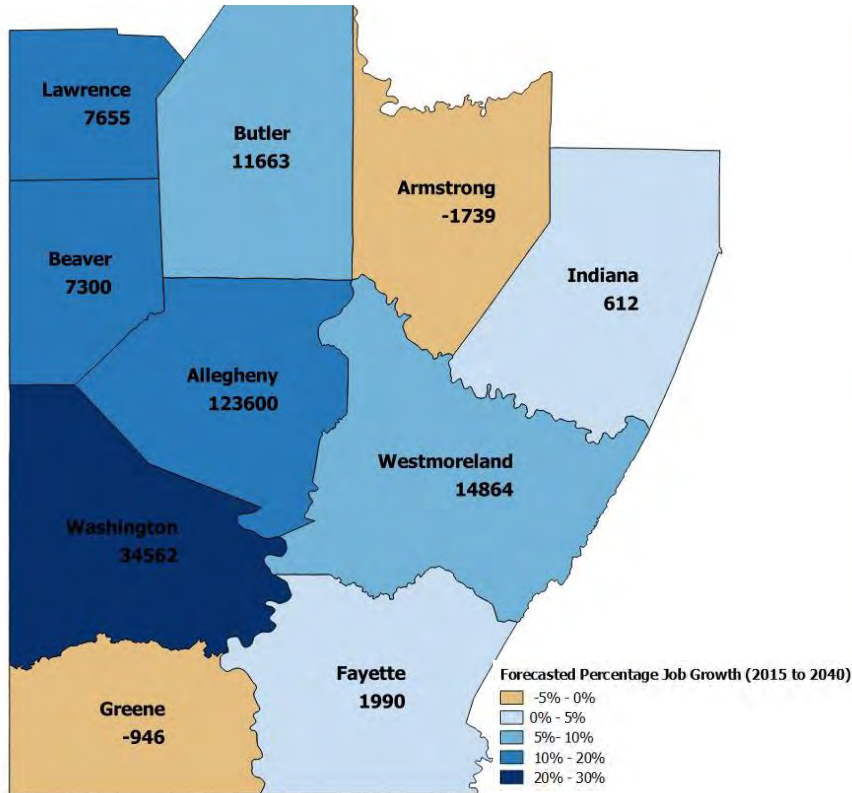 Lawrence
7655
Butler
11663
Armstrong
-1739
Beaver
7300
Indiana
612
Allegheny
123600
Westmoreland
14864
Washington
34562
Fayette
1990
Greene
-946
Forecasted Percentage Job Growth (2015 to 2040)
-5% - 0%
0% - 5%
5%- 10%
10% - 20%
20% - 30%